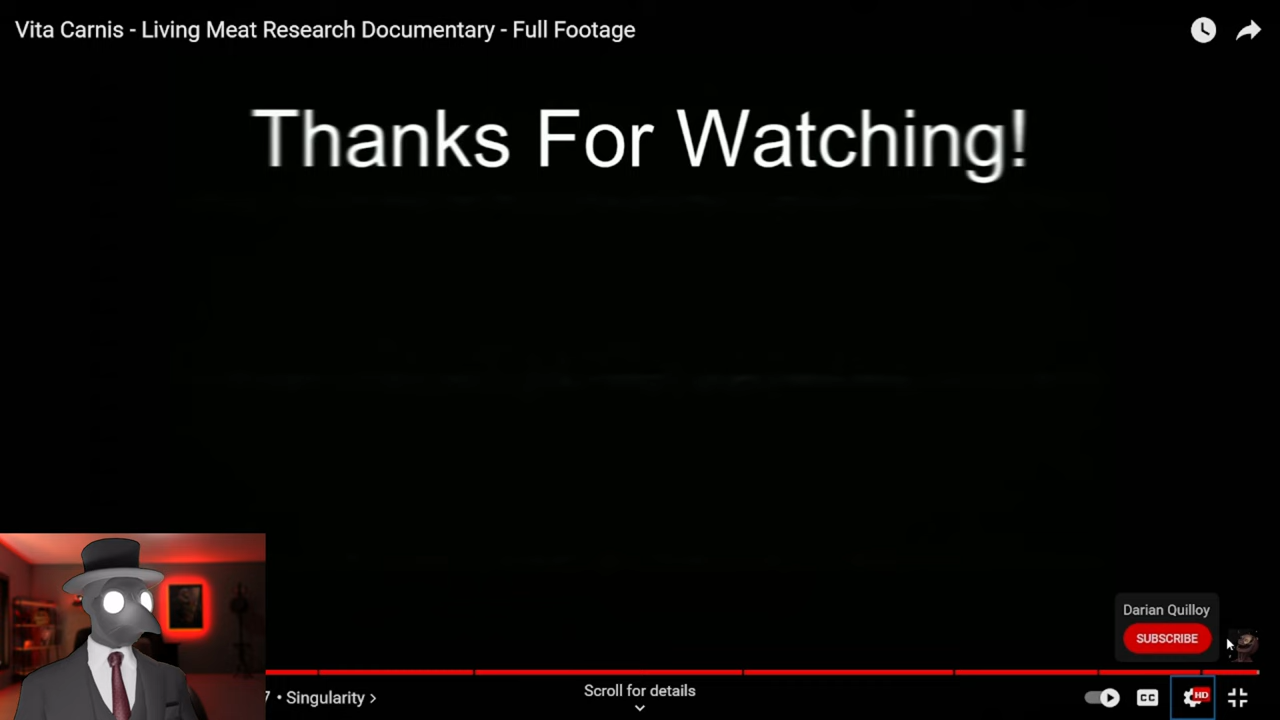 Vita Carnis - Living Meat Research Documentary - Full Footage
Thanks For Watching!
Darian Quilloy
SUBSCRIBE
7 • Singularity >
Scroll for details
CC
HD